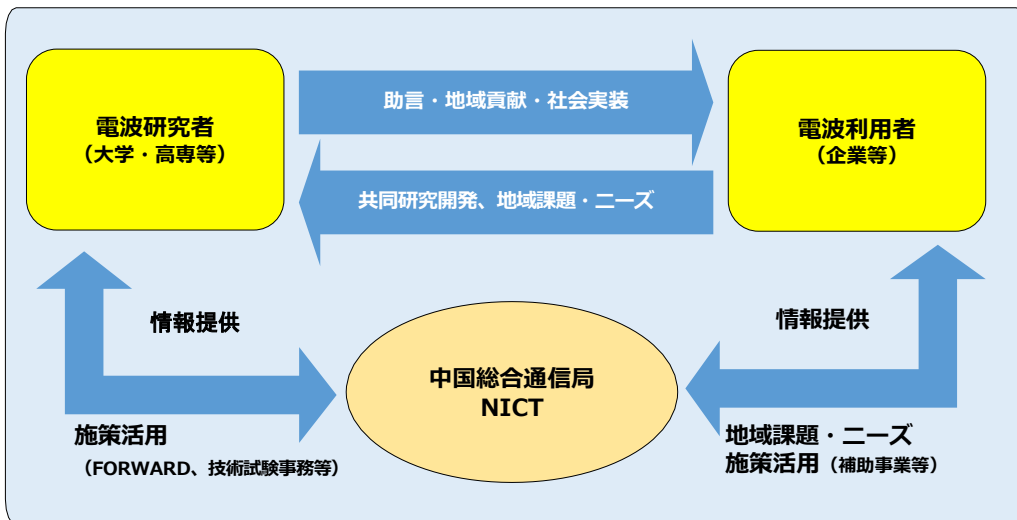 電波研究者
（大学・高専等）
助言・地域貢献・社会実装
電波利用者
（企業等）
共同研究開発、地域課題・ニーズ
情報提供
情報提供
中国総合通信局
NICT
施策活用
（FORWARD、技術試験事務等）
地域課題・ニーズ
施策活用（補助事業等）